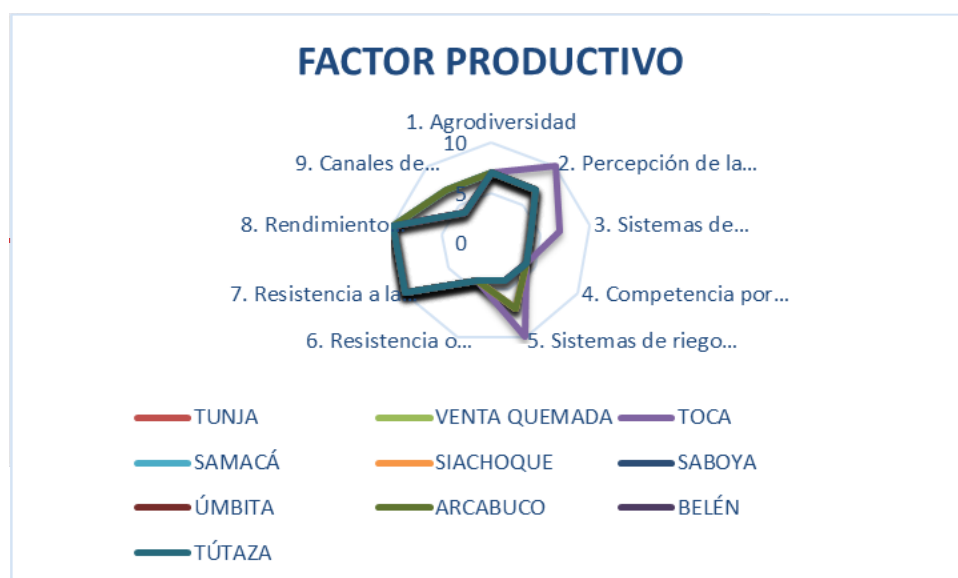 FACTOR PRODUCTIVO
1. Agrodiversidad
10
9. Canales de...
2. Percepción de la...
5
8. Rendimiento
3. Sistemas de...
0
7. Resistencia a la
4. Competencia por...
6. Resistencia o...
5. Sistemas de riego...
TUNJA
VENTA QUEMADA
TOCA
SAMACÁ
SIACHOQUE
SABOYA
ÚMBITA
ARCABUCO
BELÉN
TÚTAZA